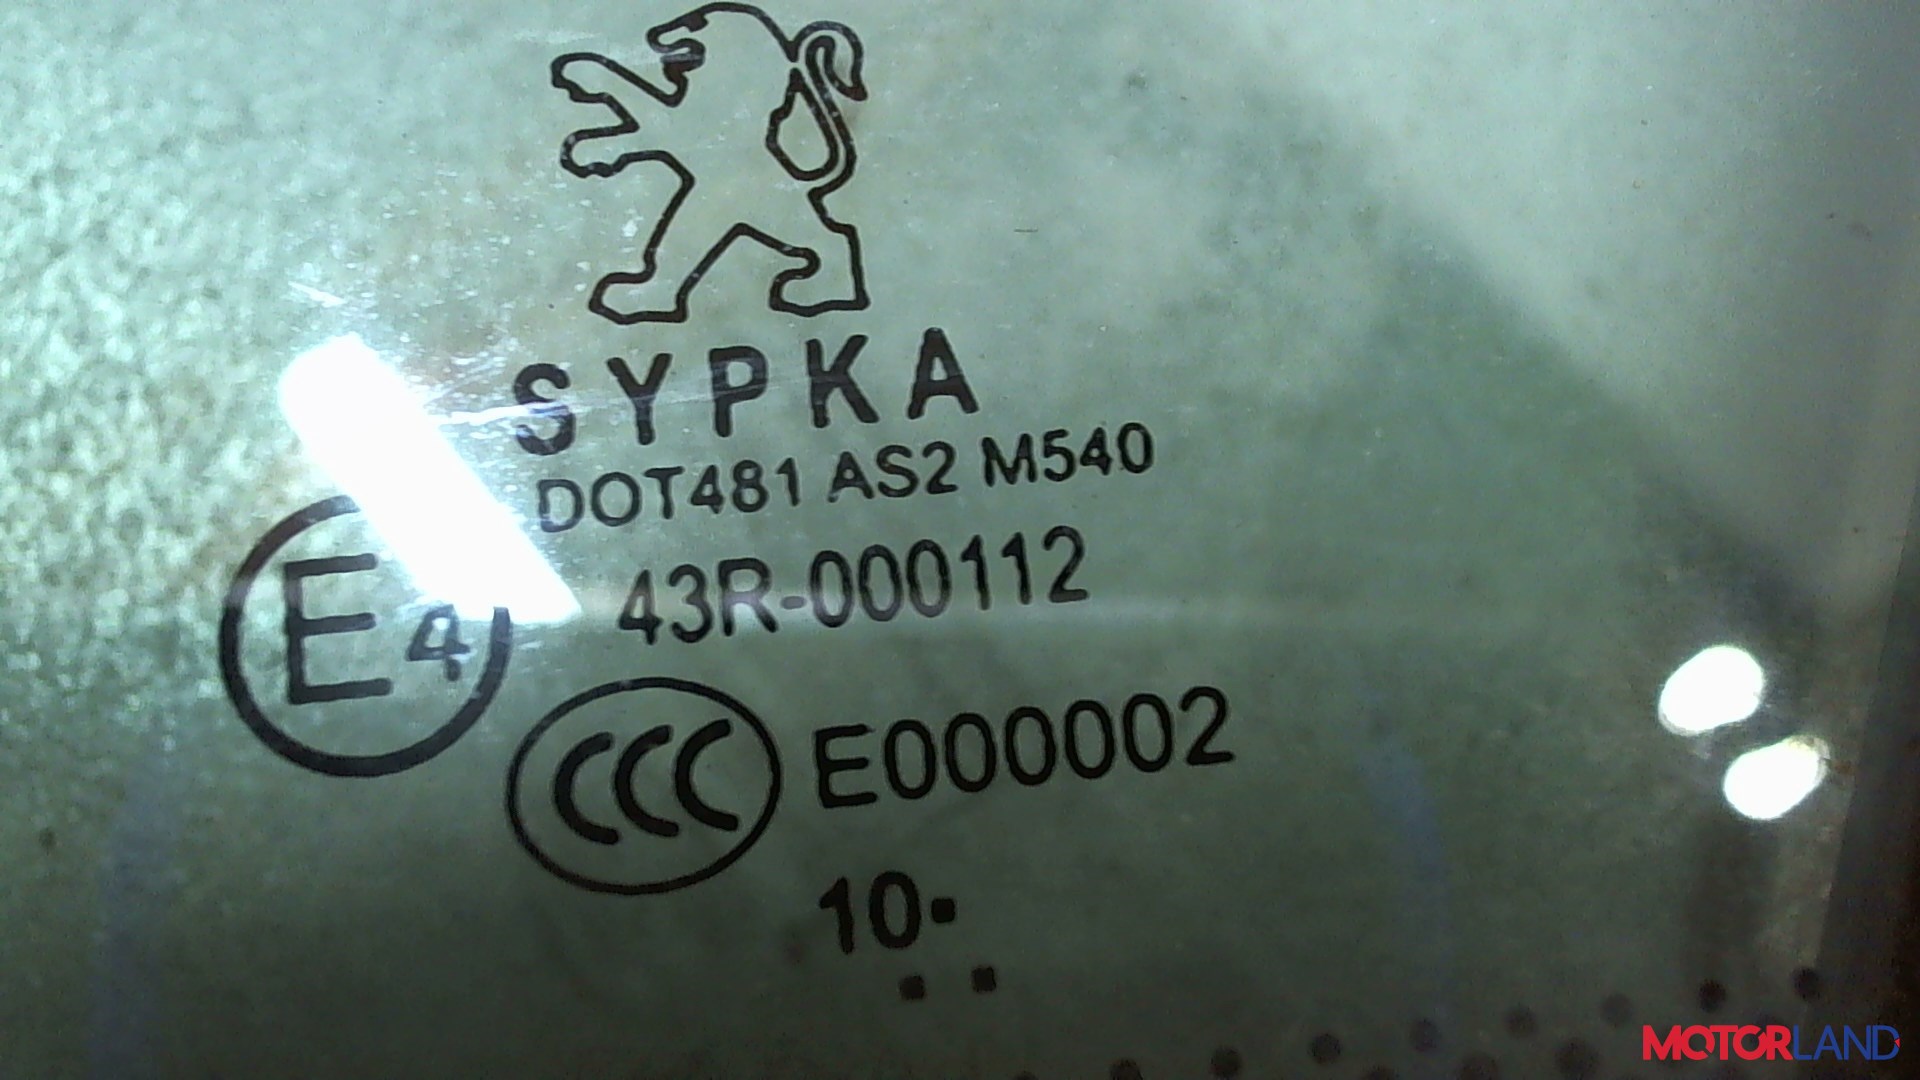 SYPKA
DOT481 AS2 M540
E4
43R-000112
CCC E000002
10
MOTORLAND